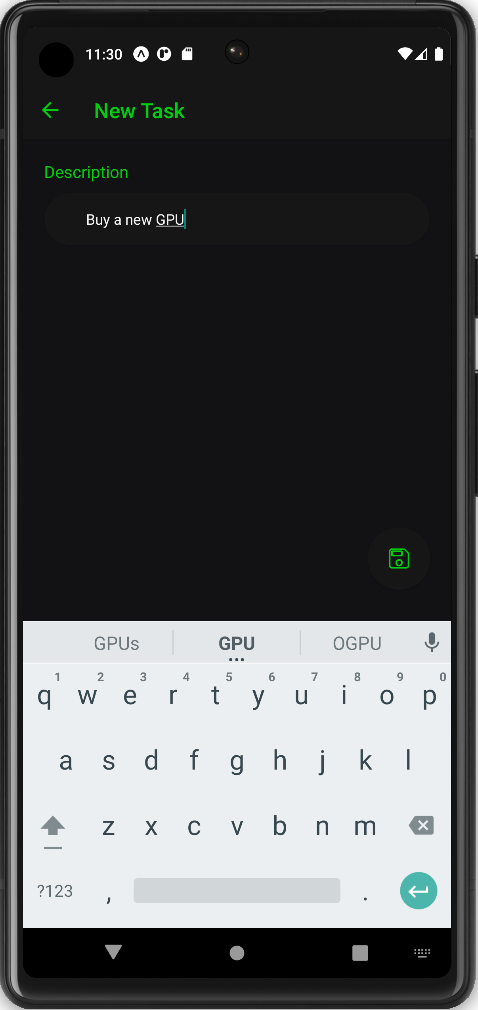 11:30
New Task
Description
Buy a new GPU
GPUs GPU OGPU
1 2 3 4 5 6 7 8 9 0
q w e r t y u i o p
a s d f g h j k l
z x c v b n m
?123 , .